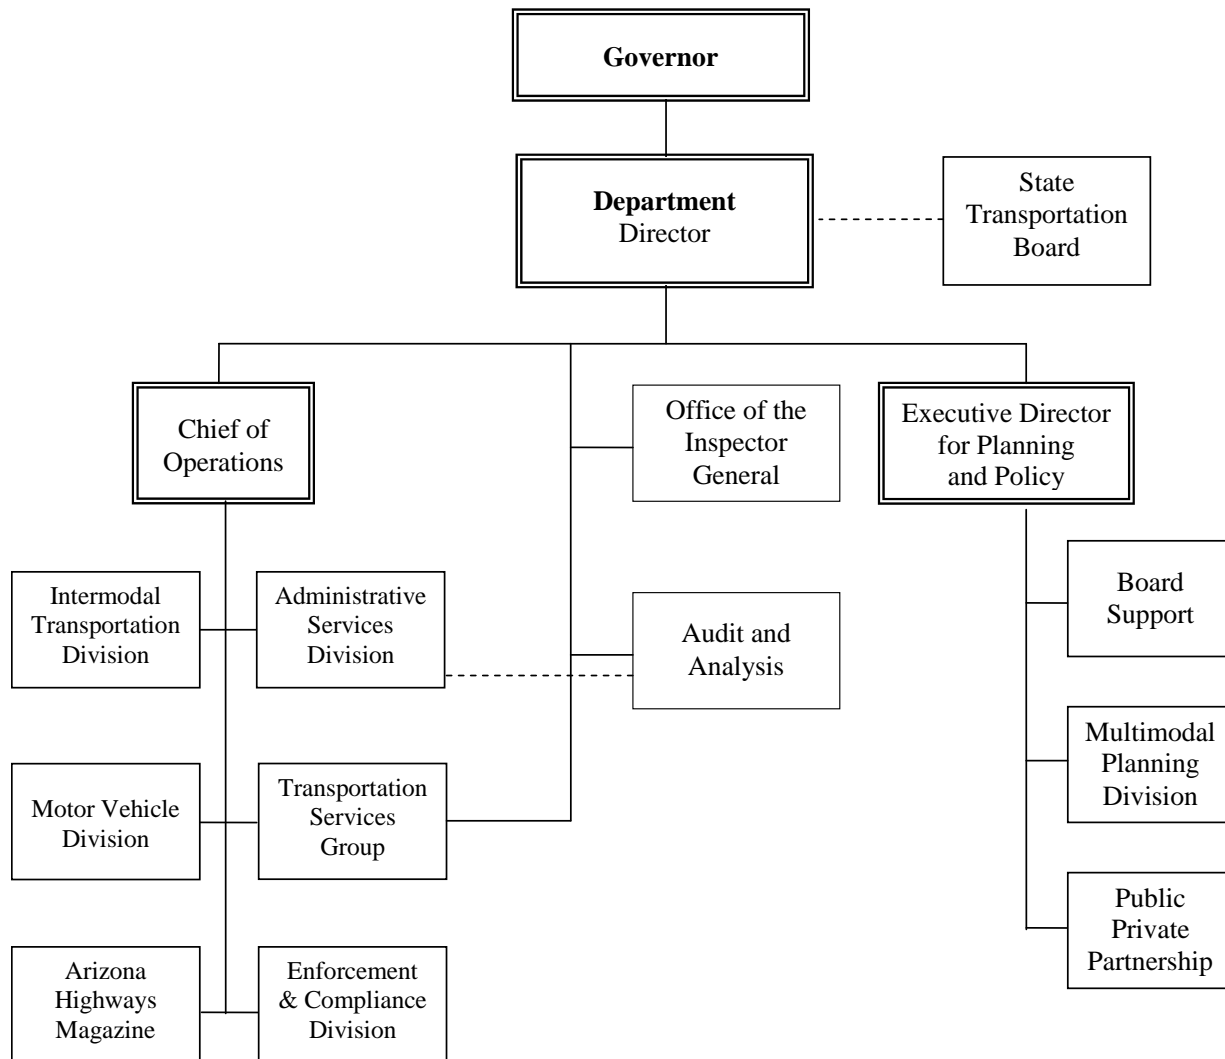 Governor
Department
Director
State
Transportation
Board
Chief of
Operations
Office of the
Inspector
General
Executive Director
for Planning
and Policy
Intermodal
Transportation
Division
Administrative
Services
Division
Audit and
Analysis
Board
Support
Motor Vehicle
Division
Transportation
Services
Group
Multimodal
Planning
Division
Arizona
Highways
Magazine
Enforcement
& Compliance
Division
Public
Private
Partnership